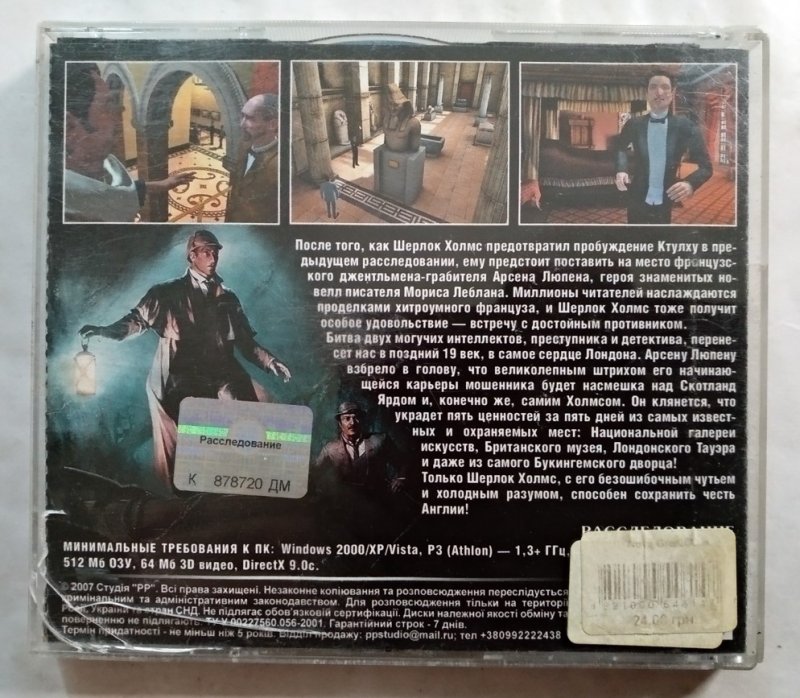 После того, как Шерлок Холмс предотвратил пробуждение Ктулху в пре-
дыдущем расследовании, ему предстоит поставить на место французс-
кого джентльмена-грабителя Арсена Люпена, героя знаменитых но-
велл писателя Мориса Леблана. Миллионы читателей наслаждаются
проделками хитроумного француза, и Шерлок Холмс тоже получит
особое удовольствие — встречу с достойным противником.
Битва двух могучих интеллектов, преступника и детектива, перене-
сет нас в поздний 19 век, в самое сердце Лондона. Арсену Люпену
взбрело в голову, что великолепным штрихом его начинаю-
щейся карьеры мошенника будет насмешка над Скотланд
Ярдом и, конечно же, самим Холмсом. Он клянется, что
украдет пять ценностей за пять дней из самых извест-
ных и охраняемых мест: Национальной галереи
искусств, Британского музея, Лондонского Тауэра
и даже из самого Букингемского дворца!
Только Шерлок Холмс, с его безошибочным чутьем
и холодным разумом, способен сохранить честь
Англии!
Расследование
К 878720 ДМ
РАССЛЕДОВАНИЕ
МИНИМАЛЬНЫЕ ТРЕБОВАНИЯ К ПК: Windows 2000/XP/Vista, P3 (Athlon) — 1,3+ ГГц,
512 Мб ОЗУ, 64 Мб 3D видео, DirectX 9.0c.
© 2007 Студія "РР". Всі права захищені. Незаконне копіювання та розповсюдження переслідується
кримінальним та адміністративним законодавством. Для розповсюдження тільки на територі
Росії, України та стран СНД. Не підлягає обов'язковій сертифікації. Диски належної якості обміну та
поверненню не підлягають. ТУ У 00227560.056-2001. Гарантійний строк - 7 днів.
Термін придатності - не меньш ніж 5 років. Відділ продажу: ppstudio@mail.ru; тел +380992222438
24.00 грн